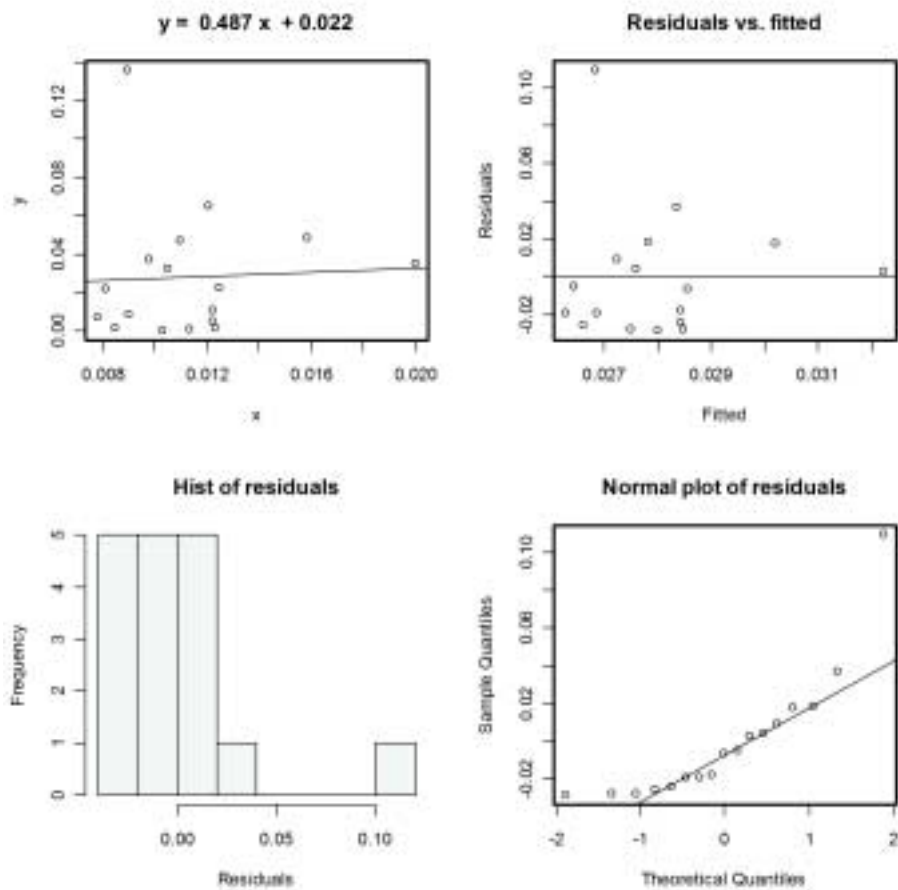 y = 0.487 x + 0.022
0.12
0.08
0.04
0.00
y
0.008
0.012
0.016
0.020
x
Residuals vs. fitted
0.10
0.06
0.02
-0.02
Residuals
0.027
0.029
0.031
Fitted
Hist of residuals
5
4
3
2
1
0
Frequency
0.00
0.05
0.10
Residuals
Normal plot of residuals
0.10
0.06
0.02
-0.02
Sample Quantiles
-2
-1
0
1
2
Theoretical Quantiles